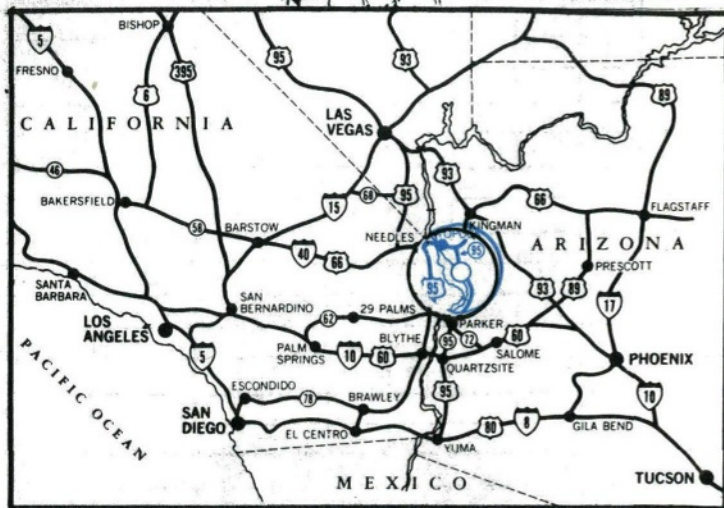 5
BISHOP
395
95
93
FRESNO
6
89
CALIFORNIA
LAS
VEGAS
46
93
15
68
95
66
BAKERSFIELD
KINGMAN
FLAGSTAFF
58
BARSTOW
NEEDLES
95
ARIZONA
40
66
PRESCOTT
SANTA
BARBARA
SAN
BERNARDINO
95
93
89
17
62
29 PALMS
PARKER
LOS
ANGELES
PALM
SPRINGS
BLYTHE
95
72
60
5
10
60
SALOME
PHOENIX
QUARTZSITE
PACIFIC OCEAN
ESCONDIDO
78
BRAWLEY
95
10
SAN
DIEGO
EL CENTRO
80
8
GILA BEND
YUMA
MEXICO
TUCSON